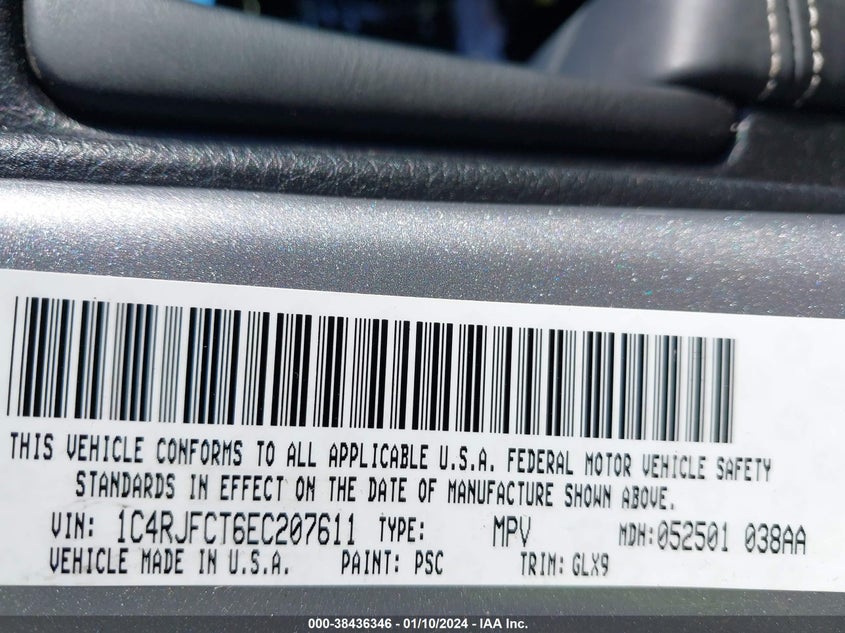 THIS VEHICLE CONFORMS TO ALL APPLICABLE U.S.A. FEDERAL MOTOR VEHICLE SAFETY
STANDARDS IN EFFECT ON THE DATE OF MANUFACTURE SHOWN ABOVE.
VIN: 1C4RJFCT6EC207611 TYPE: MPV MDH:052501 038AA
VEHICLE MADE IN U.S.A. PAINT: PSC TRIM: GLX9
000-38436346 - 01/10/2024 - IAA Inc.